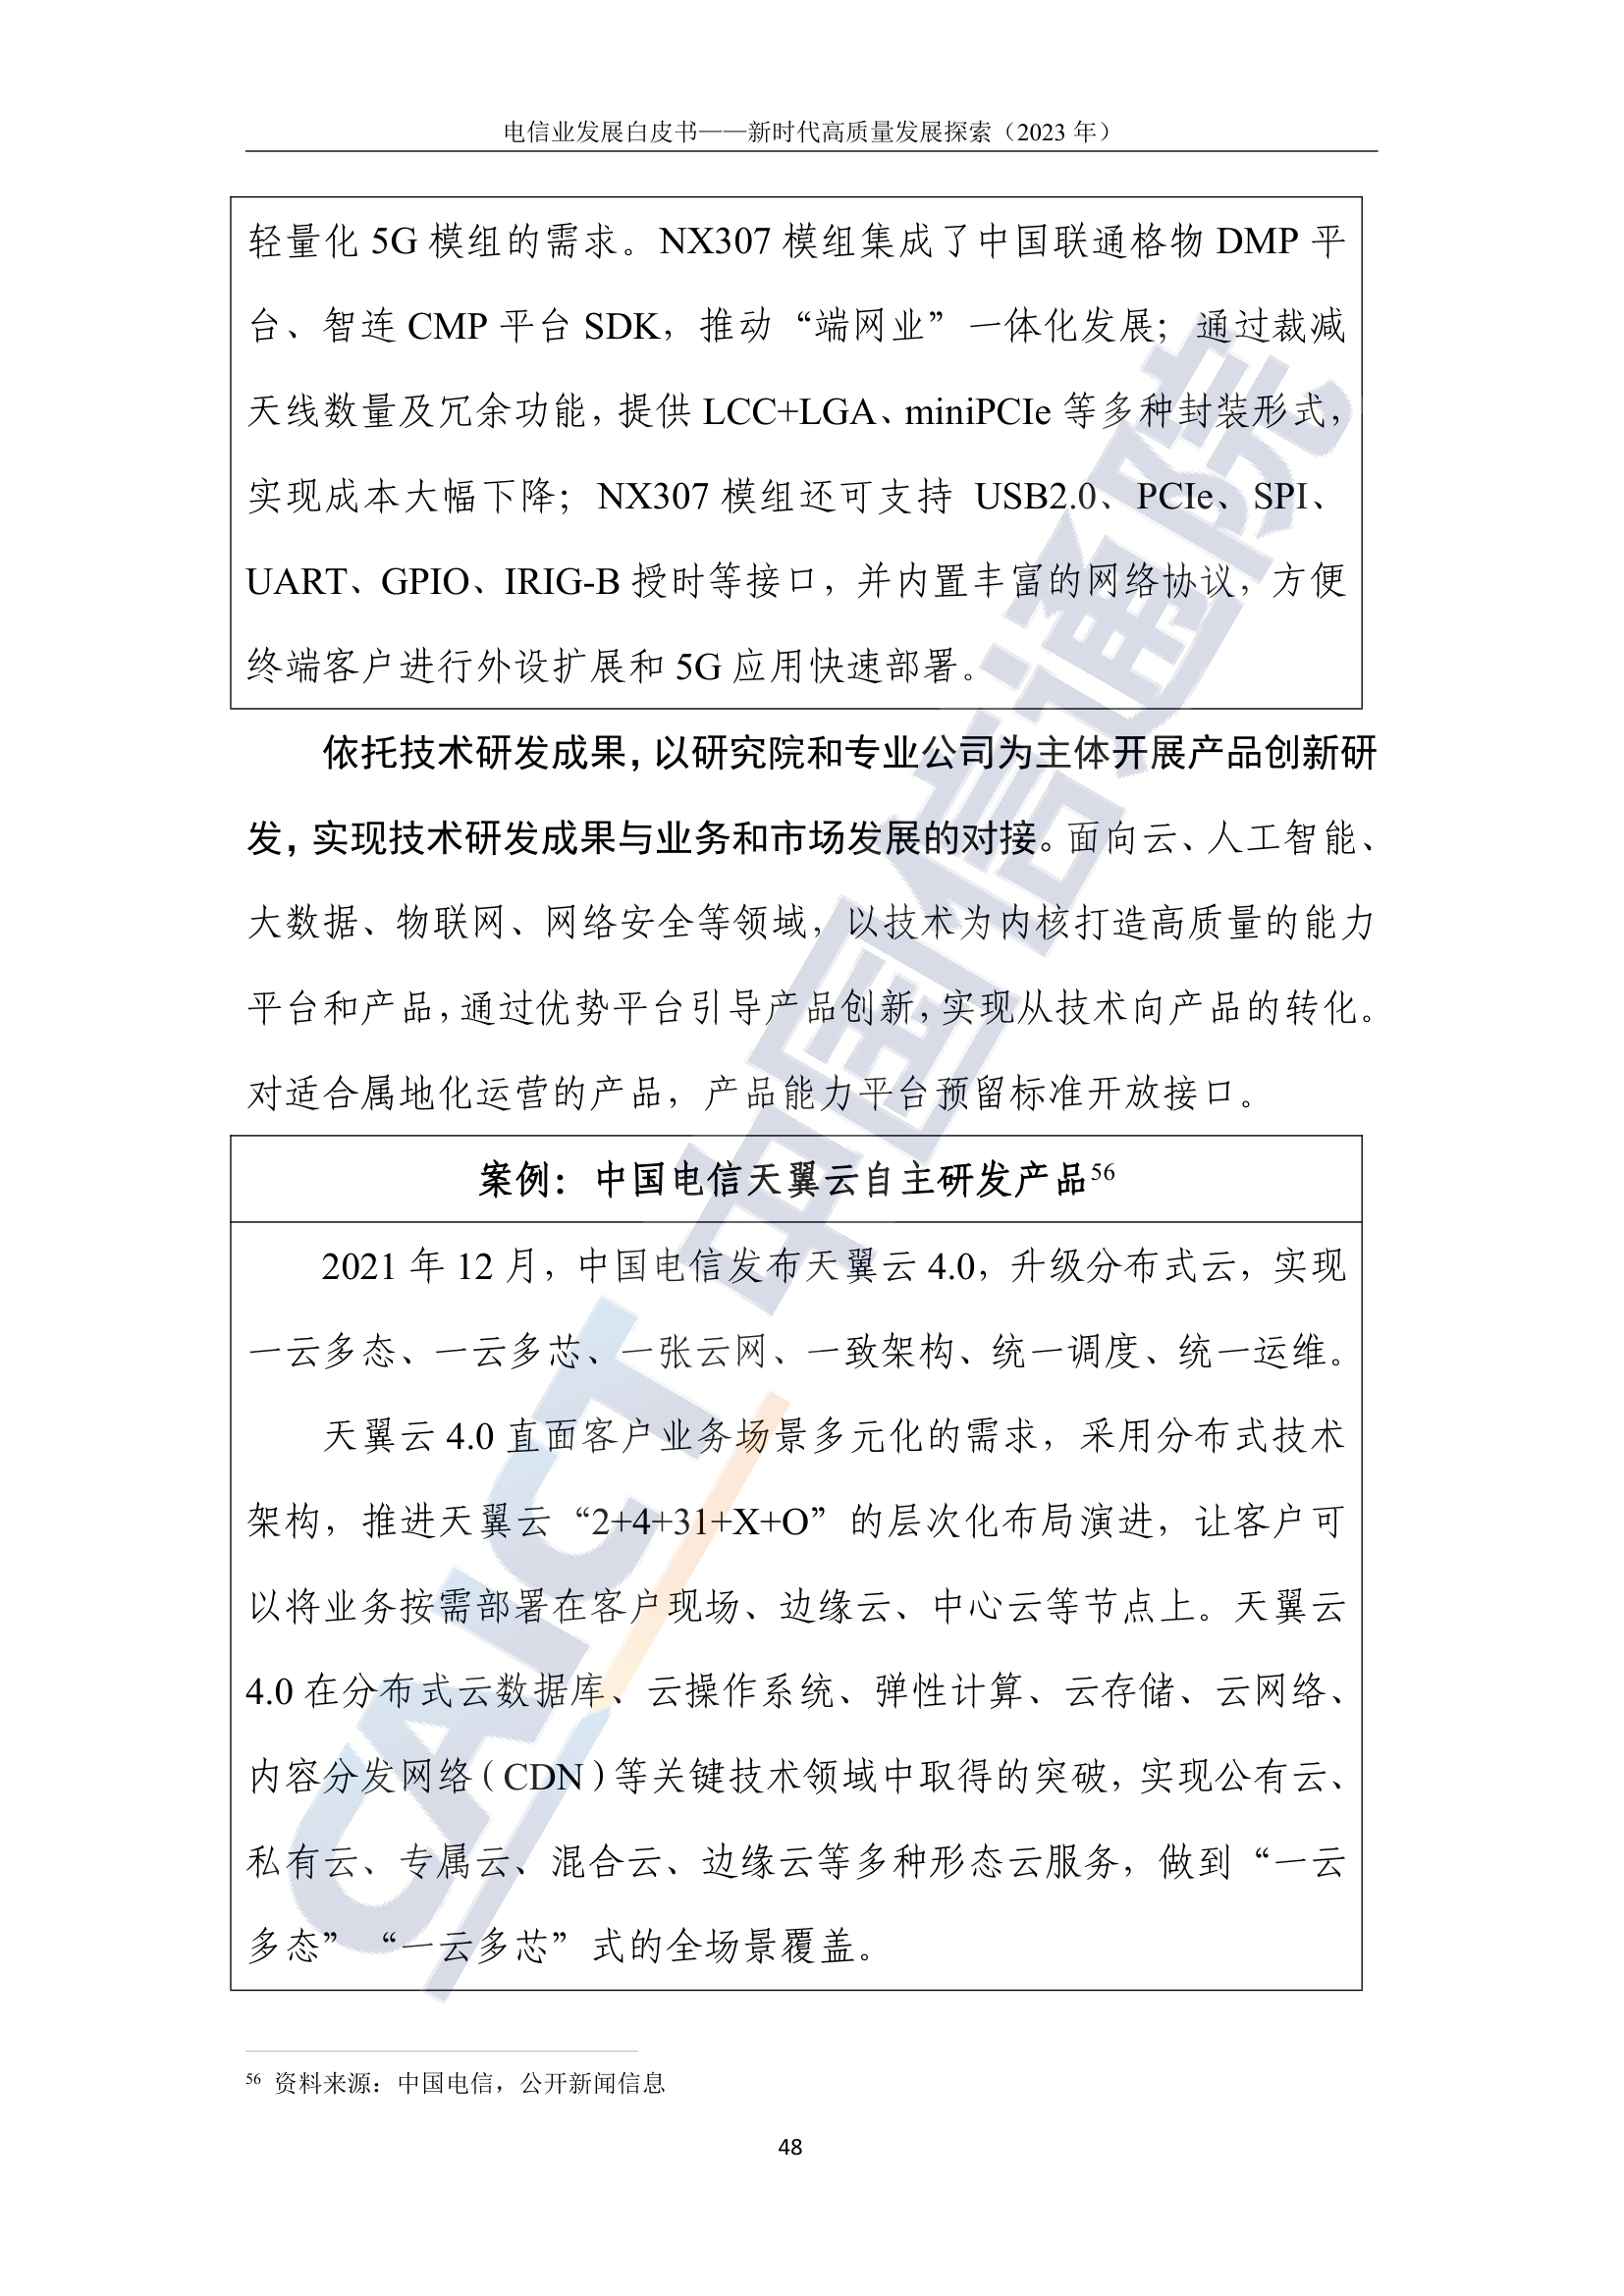 电信业发展白皮书——新时代高质量发展探索（2023 年）
轻量化 5G 模组的需求。NX307 模组集成了中国联通格物 DMP 平
台、智连 CMP 平台 SDK，推动“端网业”一体化发展；通过裁减
天线数量及冗余功能，提供 LCC+LGA、miniPCIe 等多种封装形式，
实现成本大幅下降；NX307 模组还可支持 USB2.0、PCIe、SPI、
UART、GPIO、IRIG-B 授时等接口，并内置丰富的网络协议，方便
终端客户进行外设扩展和 5G 应用快速部署。
依托技术研发成果，以研究院和专业公司为主体开展产品创新研
发，实现技术研发成果与业务和市场发展的对接。面向云、人工智能、
大数据、物联网、网络安全等领域，以技术为内核打造高质量的能力
平台和产品，通过优势平台引导产品创新，实现从技术向产品的转化。
对适合属地化运营的产品，产品能力平台预留标准开放接口。
案例：中国电信天翼云自主研发产品56
2021 年 12 月，中国电信发布天翼云 4.0，升级分布式云，实现
一云多态、一云多芯、一张云网、一致架构、统一调度、统一运维。
天翼云 4.0 直面客户业务场景多元化的需求，采用分布式技术
架构，推进天翼云“2+4+31+X+O”的层次化布局演进，让客户可
以将业务按需部署在客户现场、边缘云、中心云等节点上。天翼云
4.0 在分布式云数据库、云操作系统、弹性计算、云存储、云网络、
内容分发网络（CDN）等关键技术领域中取得的突破，实现公有云、
私有云、专属云、混合云、边缘云等多种形态云服务，做到“一云
多态”“一云多芯”式的全场景覆盖。
56 资料来源：中国电信，公开新闻信息
48
CAICT 中国信通院